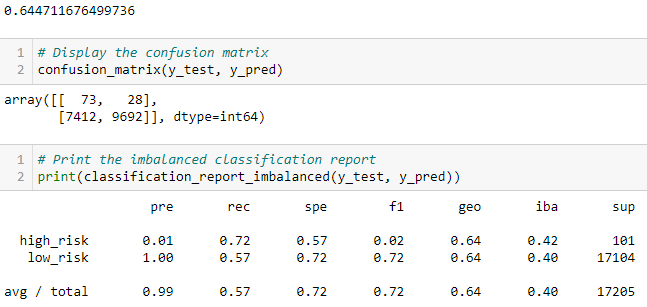 0.644711676499736
1 # Display the confusion matrix
2 confusion_matrix(y_test, y_pred)
array([[  73,   28],
       [7412, 9692]], dtype=int64)
1 # Print the imbalanced classification report
2 print(classification_report_imbalanced(y_test, y_pred))
pre rec spe f1 geo iba sup
high_risk 0.01 0.72 0.57 0.02 0.64 0.42 101
low_risk 1.00 0.57 0.72 0.72 0.64 0.40 17104
avg / total 0.99 0.57 0.72 0.72 0.64 0.40 17205